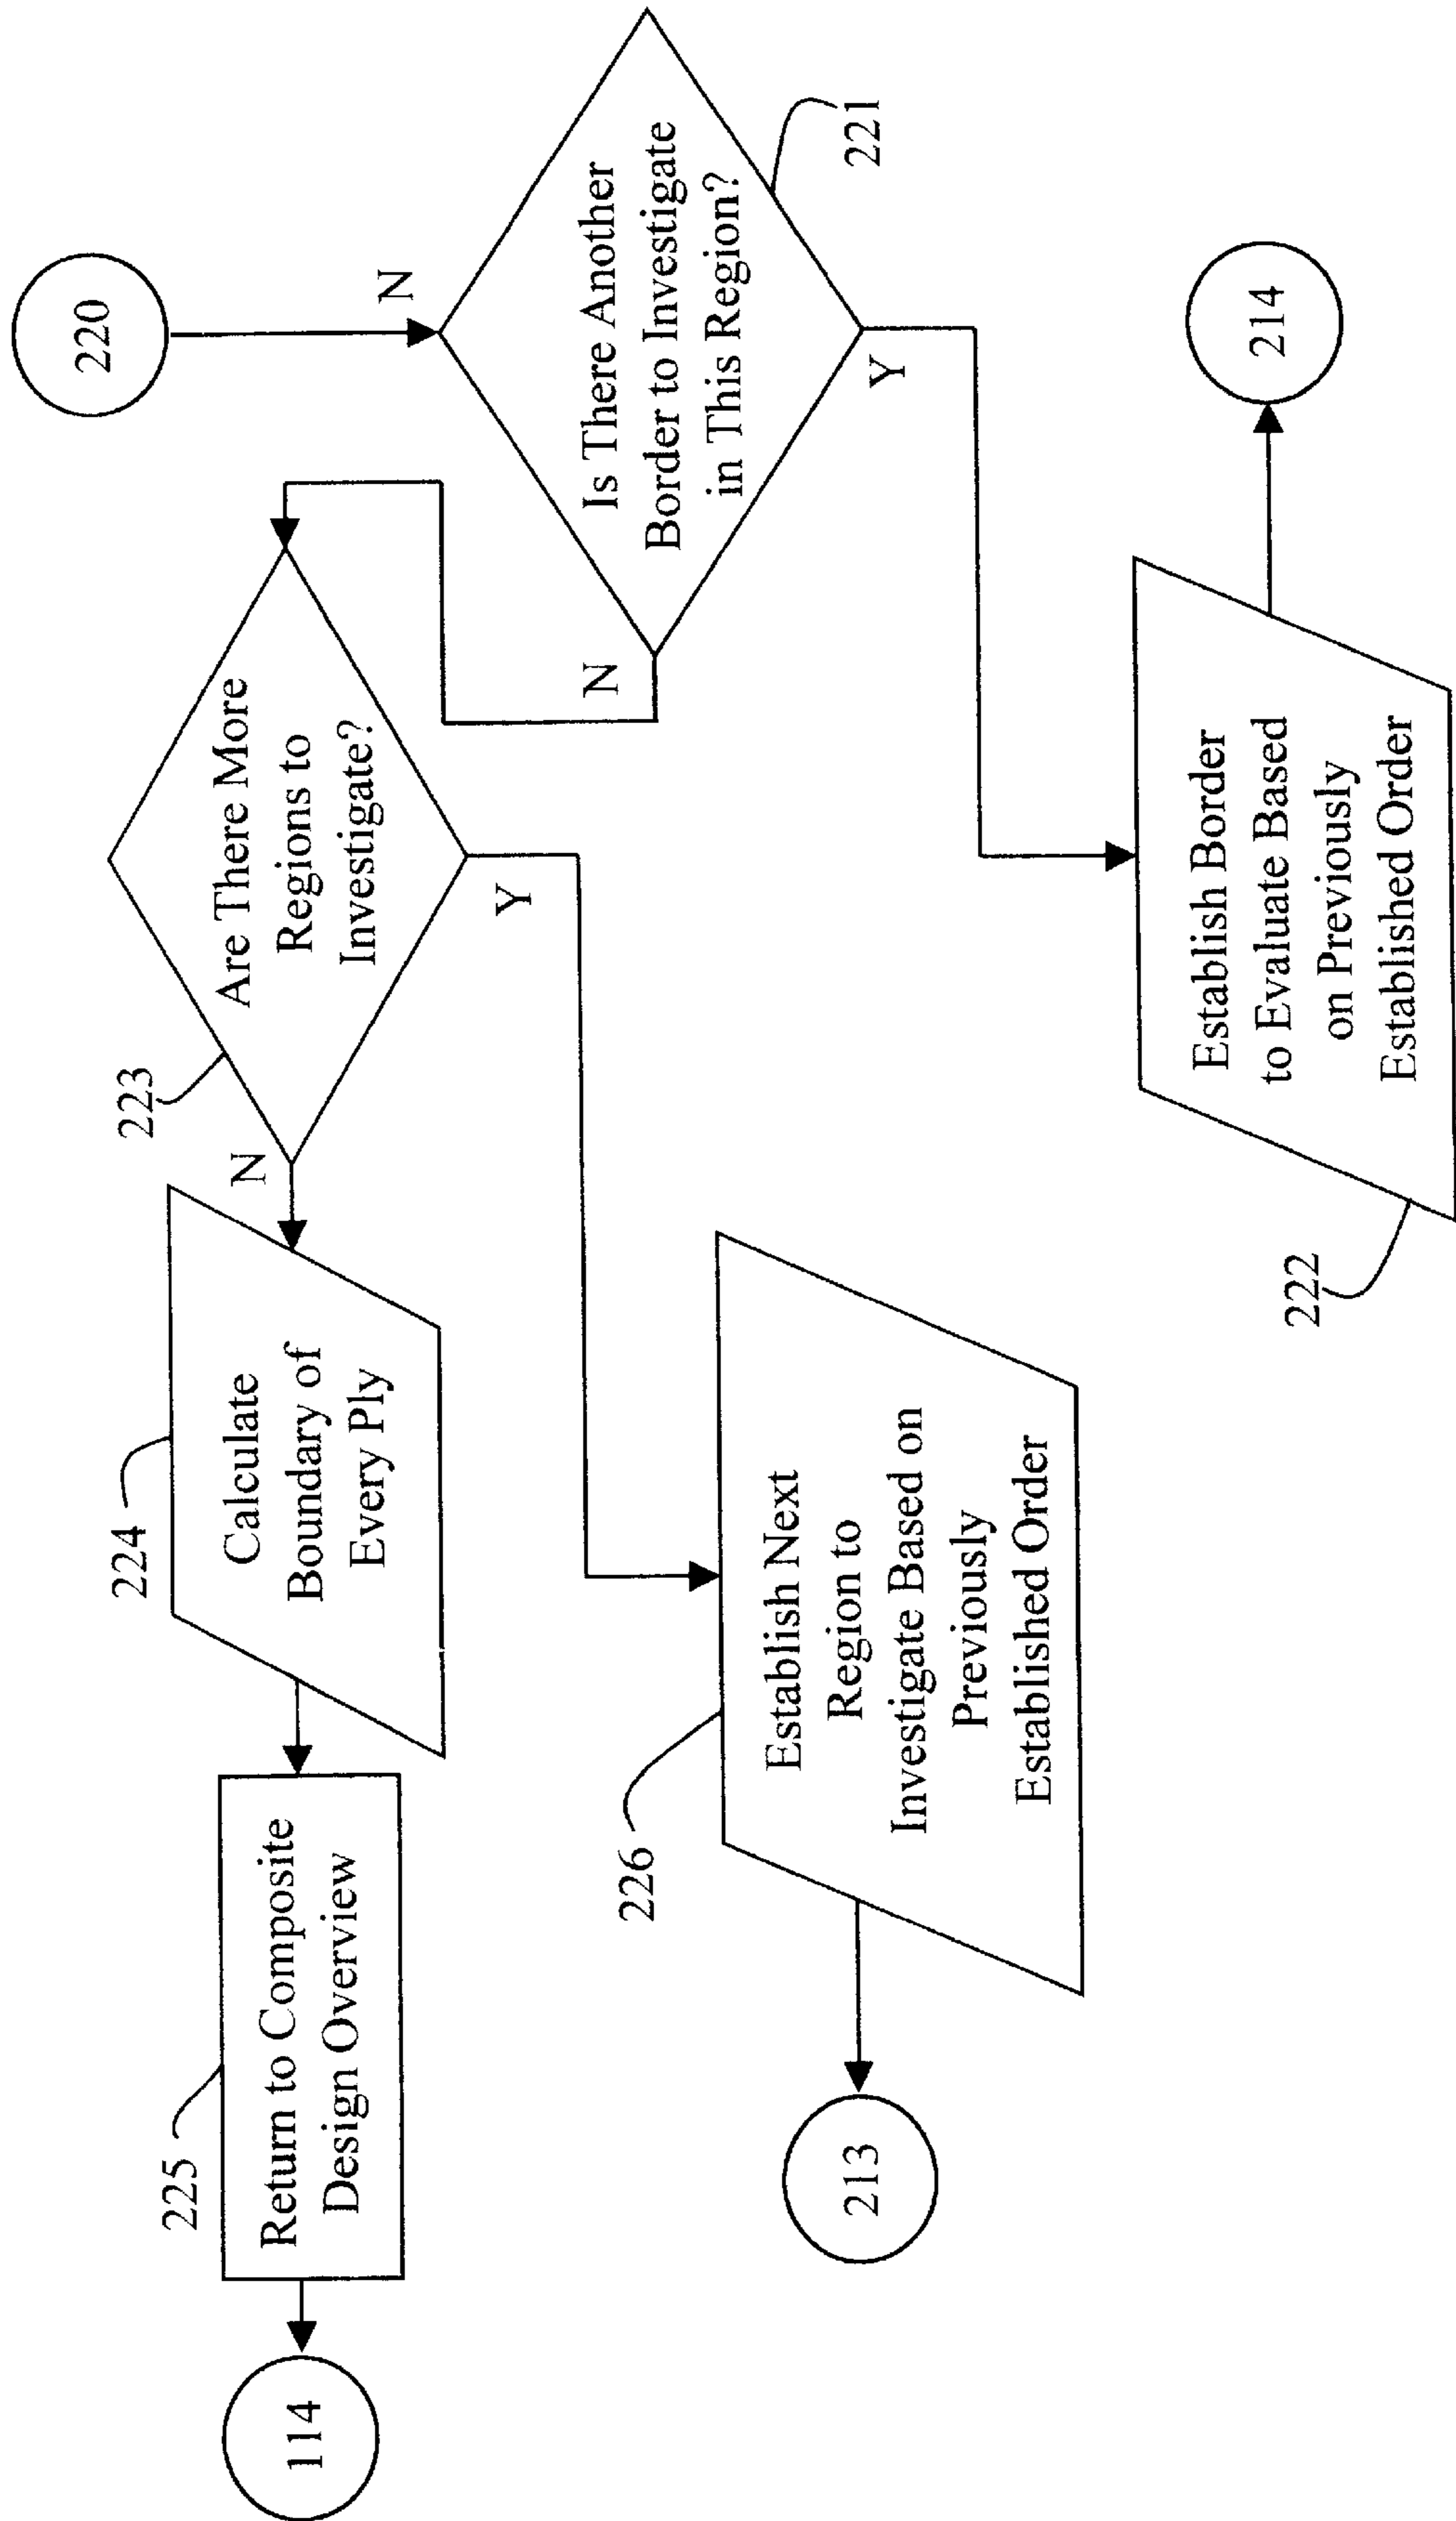 220
N
Is There Another
Border to Investigate
in This Region?
221
N
Y
Are There More
Regions to
Investigate?
223
N
Y
Calculate
Boundary of
Every Ply
224
Return to Composite
Design Overview
225
114
Establish Next
Region to
Investigate Based on
Previously
Established Order
226
213
Establish Border
to Evaluate Based
on Previously
Established Order
222
214